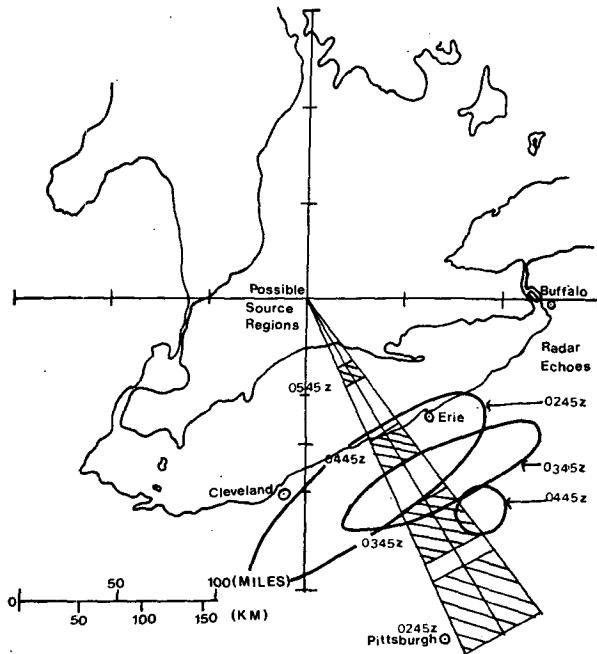 Possible
Source
Regions
Buffalo
Radar
Echoes
0545z
0245z
Erie
0445z
0345z
Cleveland
0445z
0345z
50
100(MILES)
0
50
100
150
(KM)
0245z
Pittsburgh